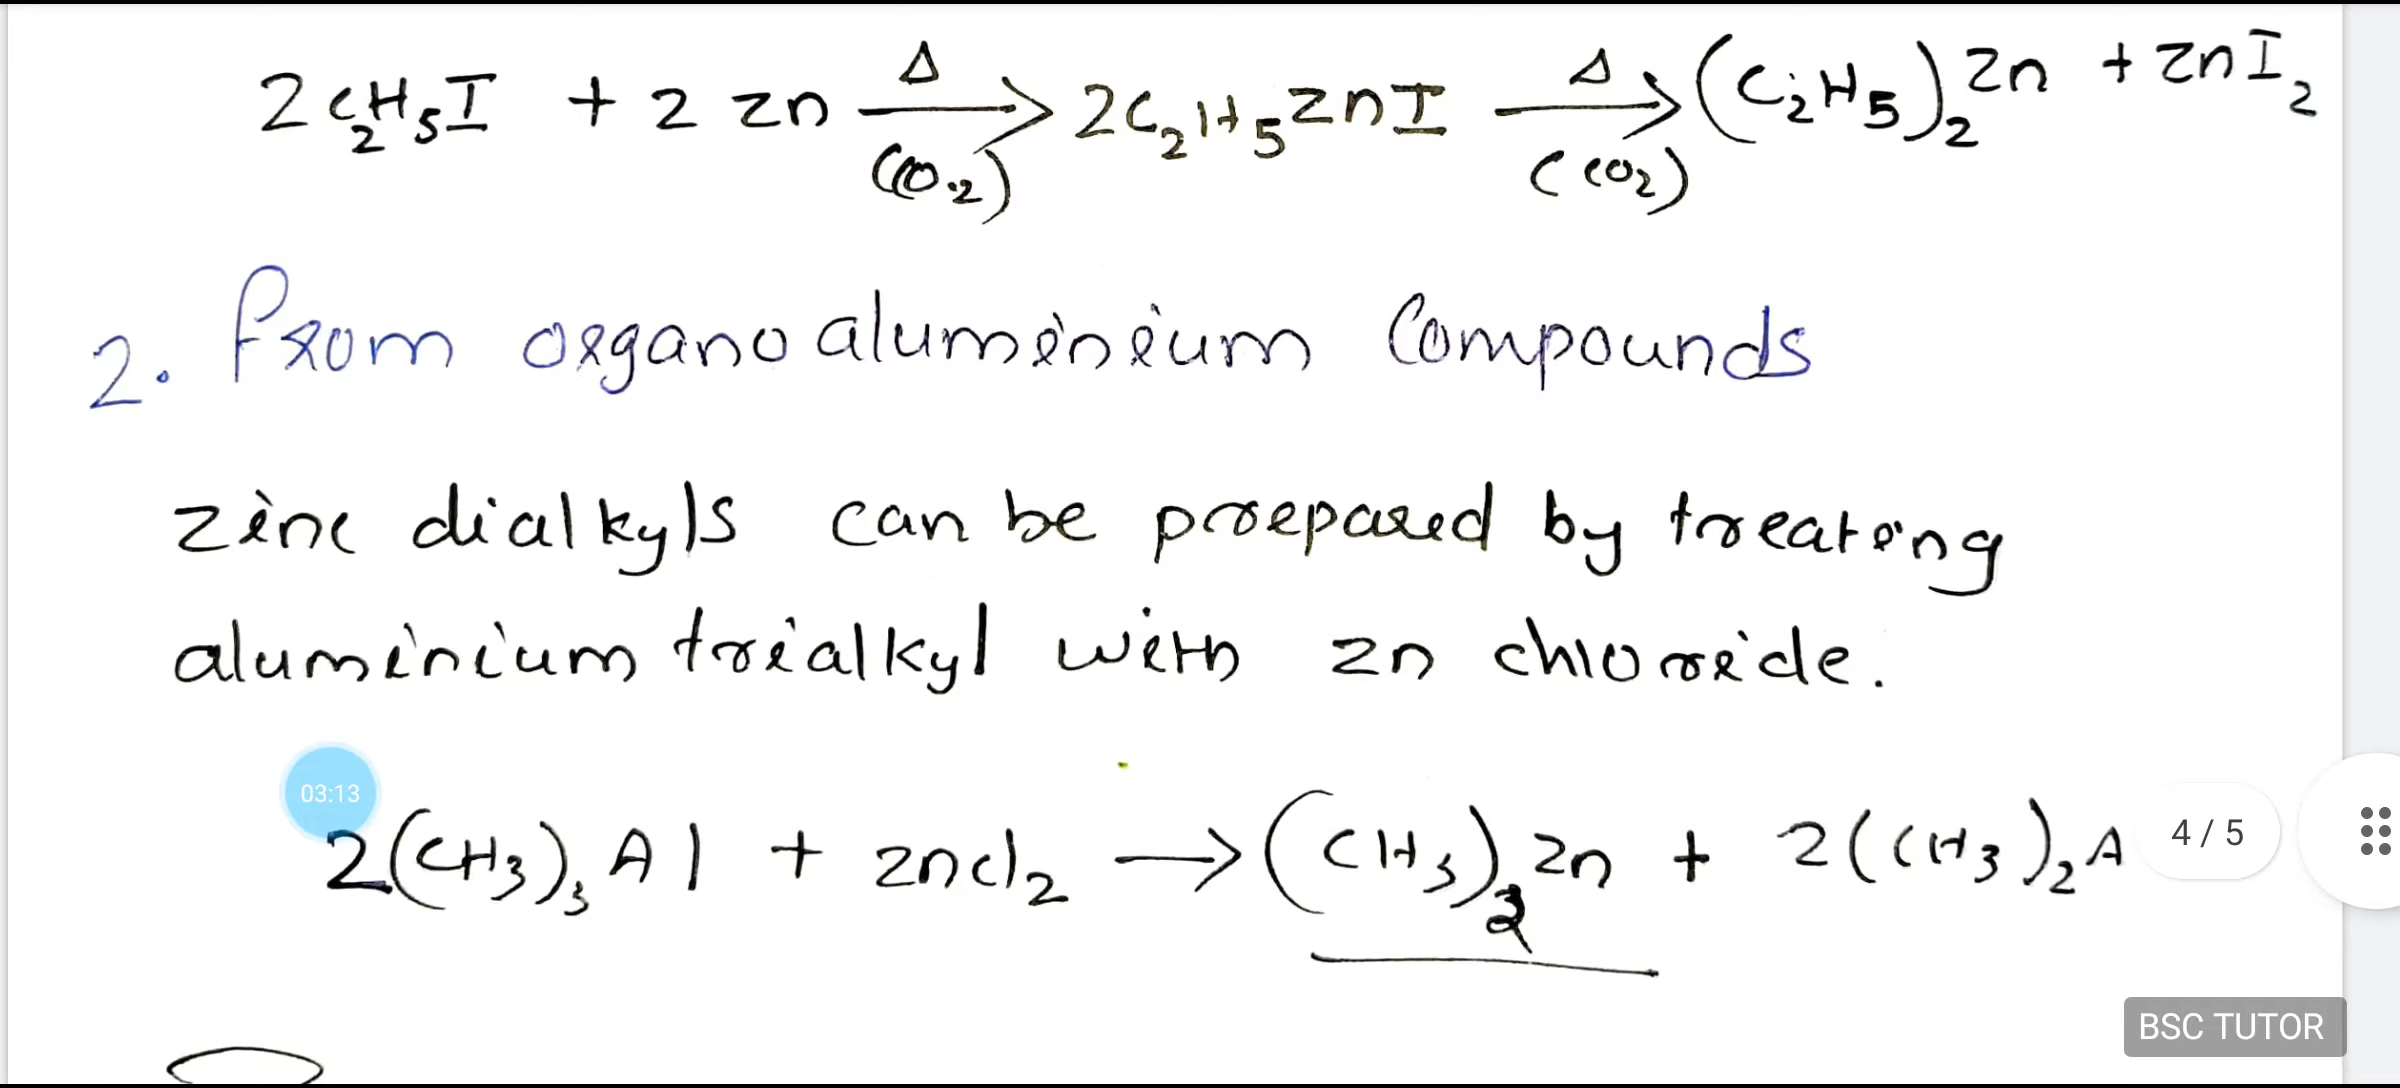 2C₂H₅I + 2 Zn —Δ→ (CO₂) 2C₂H₅ZnI —Δ→ (CO₂) (C₂H₅)₂Zn + ZnI₂
2. From organo aluminium Compounds
zinc dialkyls can be prepared by treating
aluminium trialkyl with zn chloride.
03:13
2(CH₃)₃Al + ZnCl₂ → (CH₃)₂Zn + 2(CH₃)₂A
4 / 5
BSC TUTOR